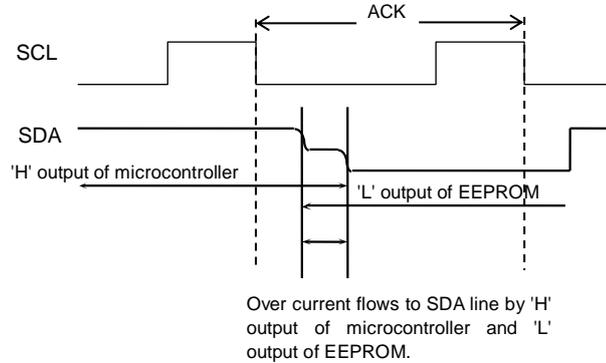 ACK
SCL
SDA
'H' output of microcontroller
'L' output of EEPROM
Over current flows to SDA line by 'H'
output of microcontroller and 'L'
output of EEPROM.